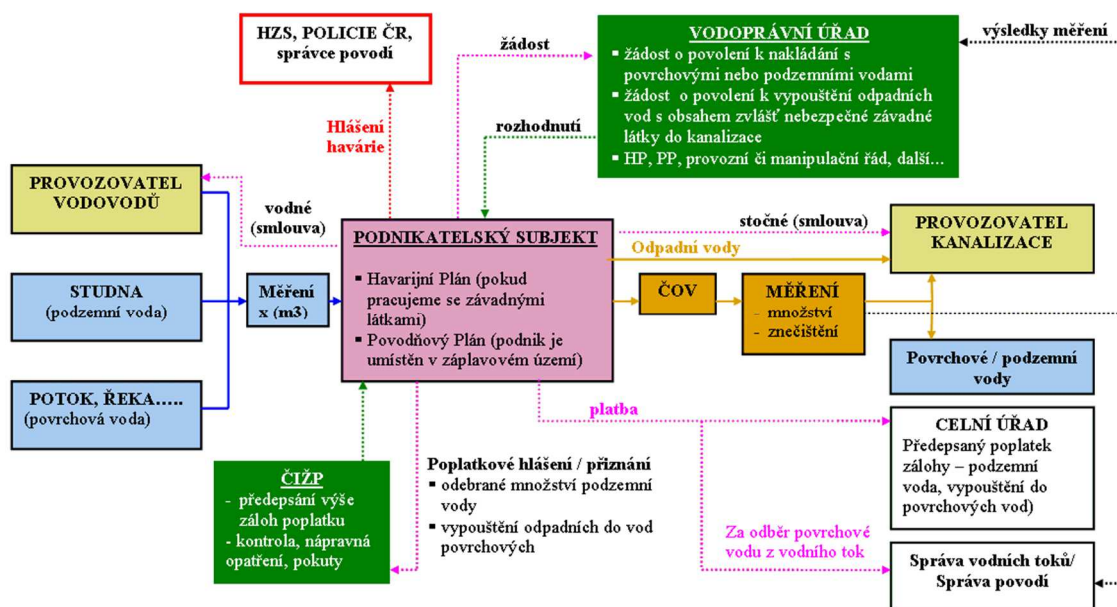 HZS, POLICIE ČR,
správce povodí
žádost
VODOPRÁVNÍ ÚŘAD
▪ žádost o povolení k nakládání s
povrchovými nebo podzemními vodami
▪ žádost o povolení k vypouštění odpadních
vod s obsahem zvlášť nebezpečné závadné
látky do kanalizace
▪ HP, PP, provozní či manipulační řád, další…
výsledky měření
Hlášení
havárie
rozhodnutí
PROVOZOVATEL
VODOVODŮ
vodné
(smlouva)
PODNIKATELSKÝ SUBJEKT
▪ Havarijní Plán (pokud
pracujeme se závadnými
látkami)
▪ Povodňový Plán (podnik je
umístěn v záplavovém území)
stočné (smlouva)
Odpadní vody
PROVOZOVATEL
KANALIZACE
STUDNA
(podzemní voda)
Měření
x (m3)
ČOV
MĚŘENÍ
- množství
- znečištění
Povrchové / podzemní
vody
POTOK, ŘEKA…..
(povrchová voda)
platba
CELNÍ ÚŘAD
Předepsaný poplatek
zálohy – podzemní
voda, vypouštění do
povrchových vod)
ČIŽP
- předepsání výše
záloh poplatku
- kontrola, nápravná
opatření, pokuty
Poplatkové hlášení / přiznání
▪ odebrané množství podzemní
vody
▪ vypouštění odpadních do vod
povrchových
Za odběr povrchové
vodu z vodního tok
Správa vodních toků/
Správa povodí